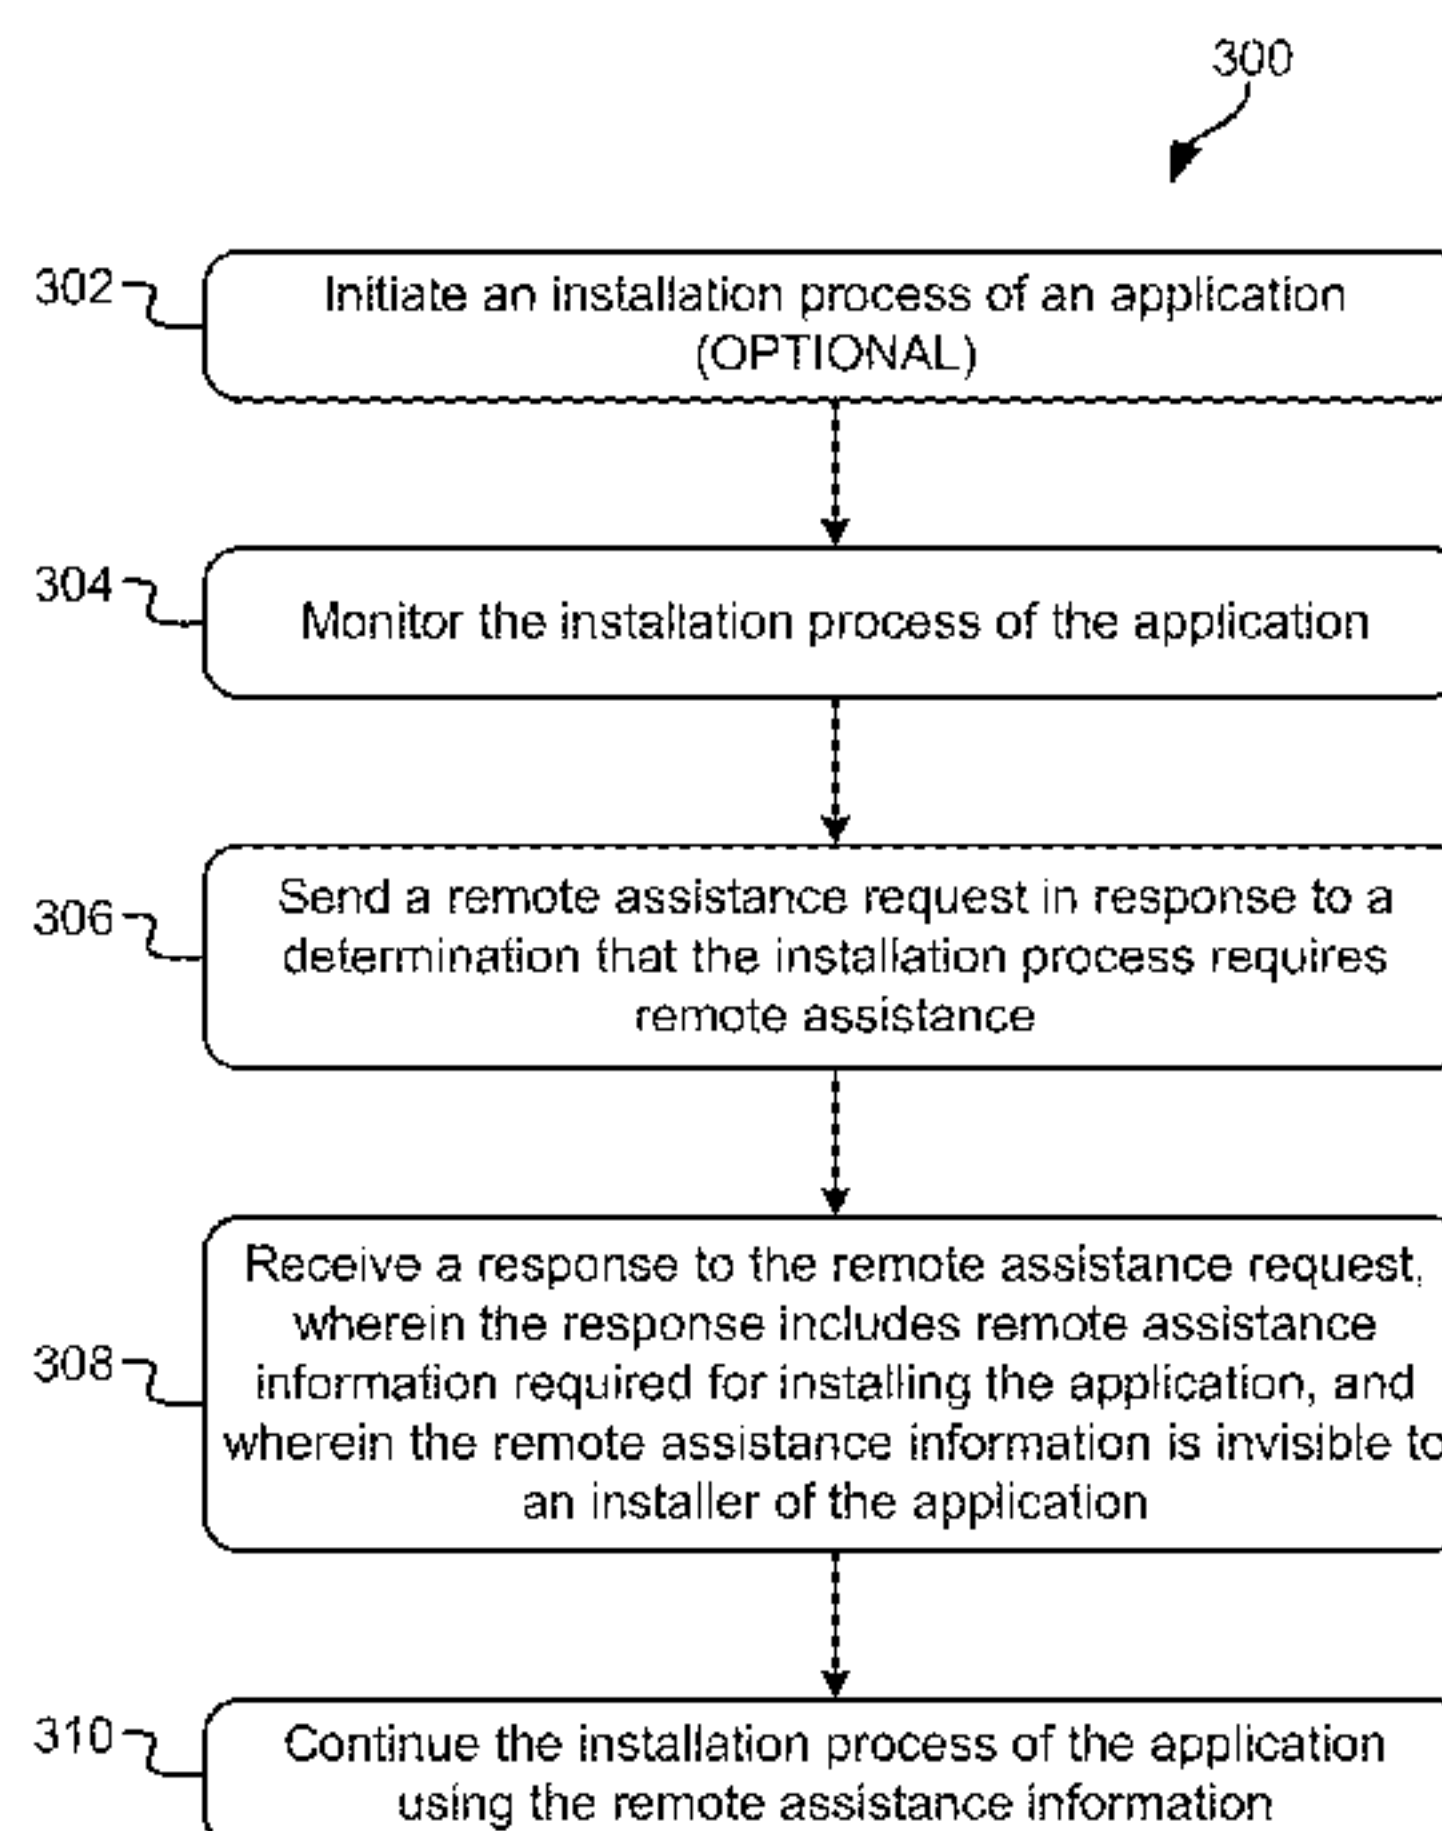 300
302
Initiate an installation process of an application
(OPTIONAL)
304
Monitor the installation process of the application
306
Send a remote assistance request in response to a
determination that the installation process requires
remote assistance
308
Receive a response to the remote assistance request,
wherein the response includes remote assistance
information required for installing the application, and
wherein the remote assistance information is invisible to
an installer of the application
310
Continue the installation process of the application
using the remote assistance information